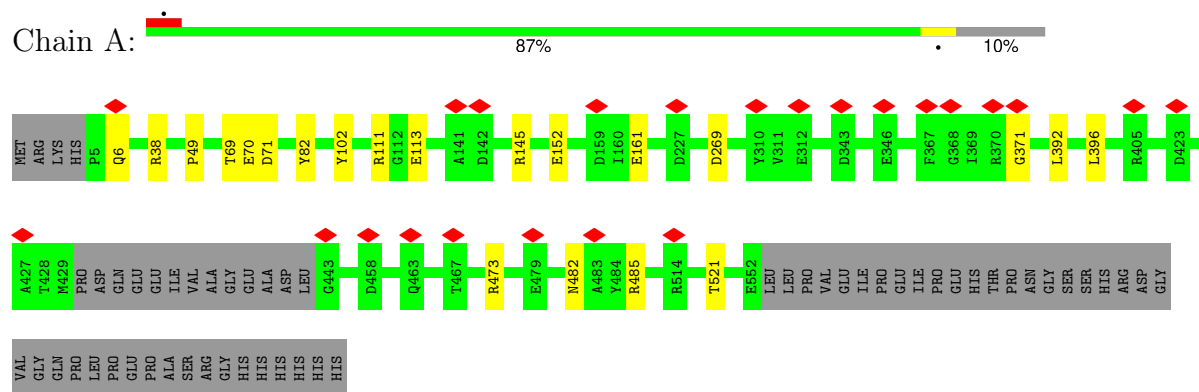 Chain A:
87%
10%
MET ARG LYS HIS P5 Q6 R38 P49 T69 E70 D71 Y82 Y102 R111 G112 E113 A141 D142 R145 E152 D159 I160 E161 D227 D269 Y310 V311 E312 D343 E346 F367 G368 I369 R370 G371 L392 L396 R405 D423
A427 T428 M429 PRO ASP GLN GLU GLU ILE VAL ALA GLY GLU ALA ASP LEU G443 D458 Q463 T467 R473 E479 N482 A483 Y484 R485 R514 T521 E552 LEU LEU PRO VAL GLU ILE PRO GLU ILE PRO GLU HIS THR PRO ASN GLY SER SER HIS ARG ASP GLY
VAL GLY GLN PRO LEU PRO GLU PRO ALA SER ARG GLY HIS HIS HIS HIS HIS HIS